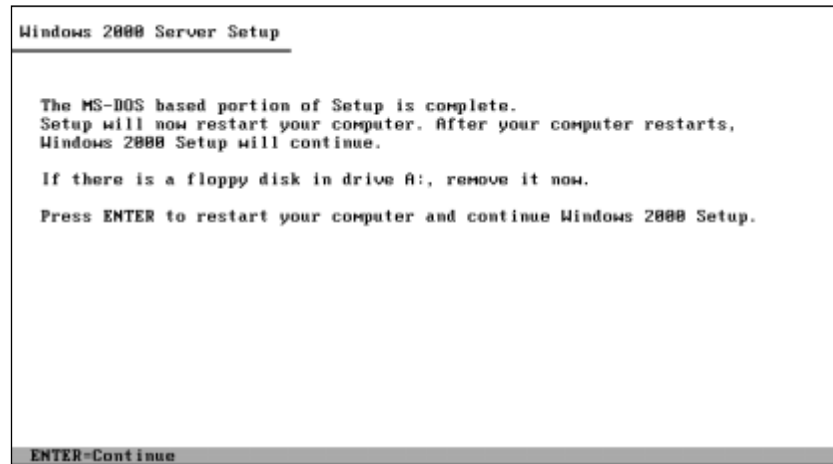 Windows 2000 Server Setup
The MS-DOS based portion of Setup is complete.
Setup will now restart your computer. After your computer restarts,
Windows 2000 Setup will continue.
If there is a floppy disk in drive A:, remove it now.
Press ENTER to restart your computer and continue Windows 2000 Setup.
ENTER=Continue